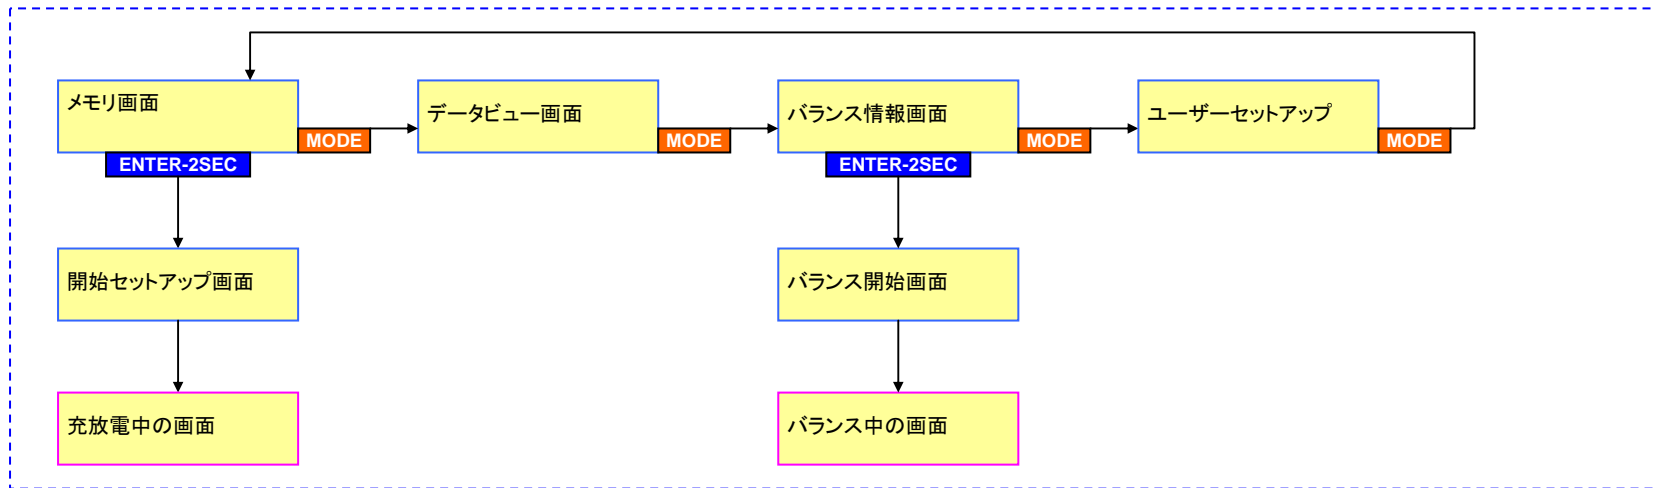 メモリ画面
MODE
ENTER-2SEC
データビュー画面
MODE
バランス情報画面
MODE
ENTER-2SEC
ユーザーセットアップ
MODE
開始セットアップ画面
バランス開始画面
充放電中の画面
バランス中の画面